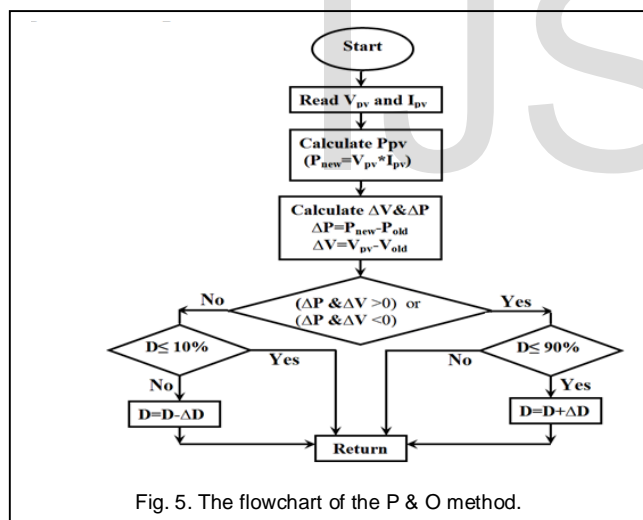 IJS
Start
Read V_pv and I_pv
Calculate Ppv
(P_new=V_pv*I_pv)
Calculate ΔV&ΔP
ΔP=P_new-P_old
ΔV=V_pv-V_old
No
(ΔP &ΔV >0) or
(ΔP &ΔV <0)
Yes
D≤ 10%
Yes
No
D≤ 90%
No
Yes
D=D-ΔD
D=D+ΔD
Return
Fig. 5. The flowchart of the P & O method.